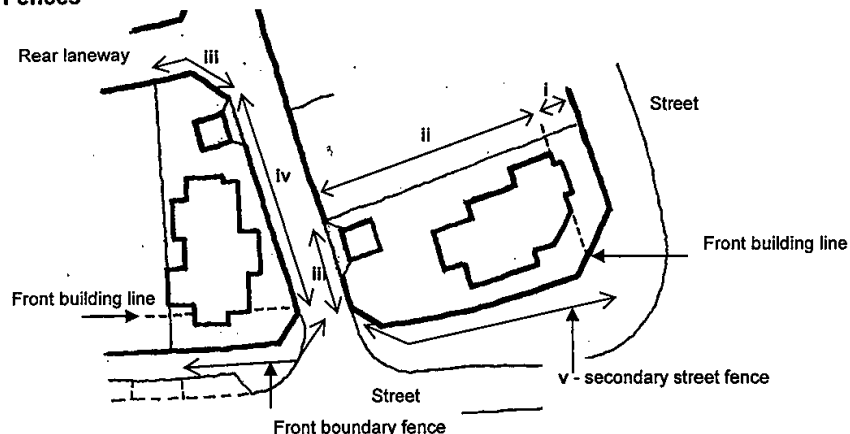 Fences
Rear laneway
iii
i
Street
ii
iv
Front building line
iii
Front building line
v - secondary street fence
Street
Front boundary fence